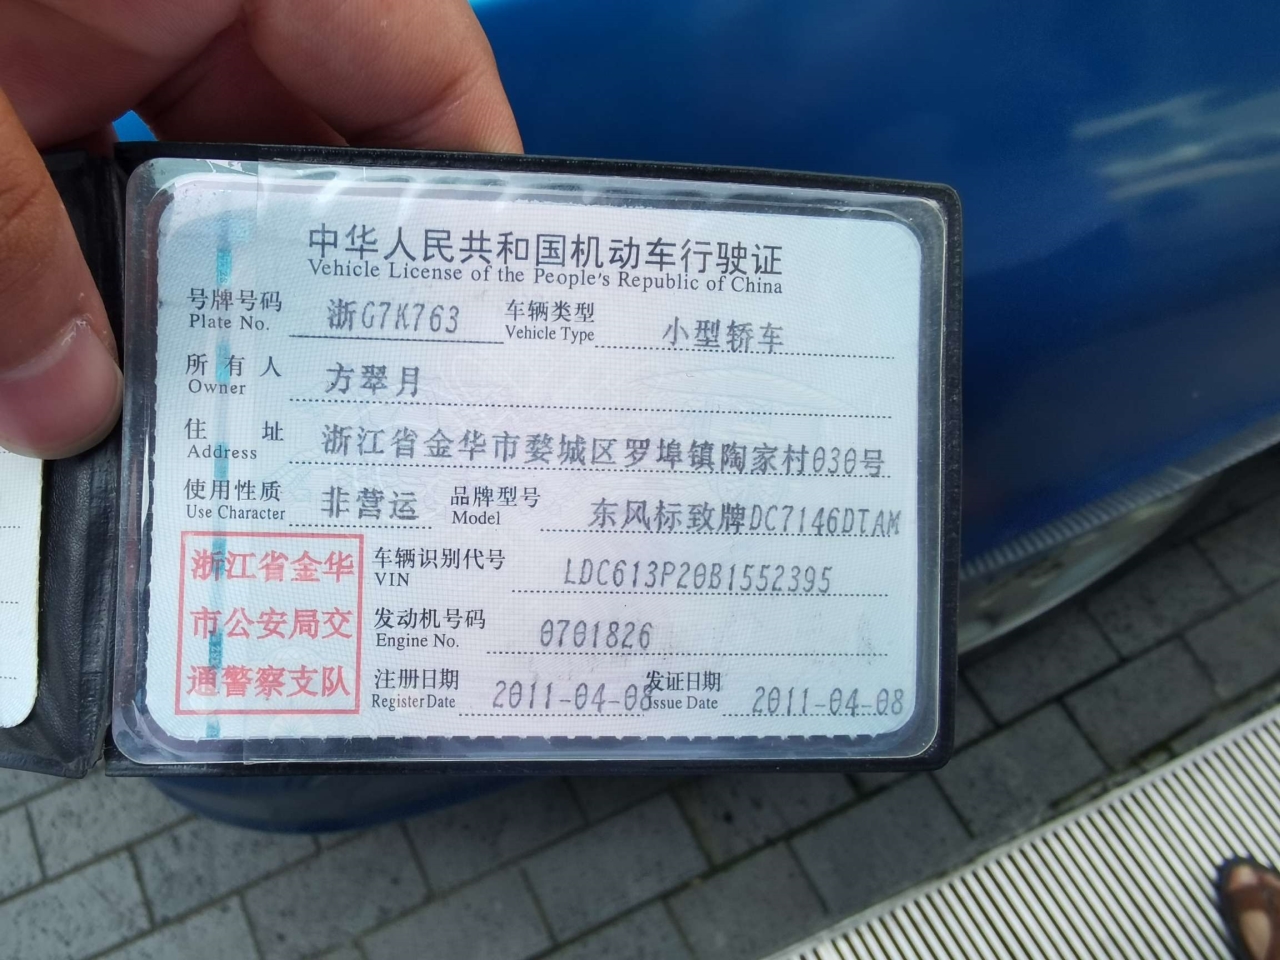 中华人民共和国机动车行驶证
Vehicle License of the People's Republic of China
号牌号码 浙G7K763 车辆类型 小型轿车
Plate No. Vehicle Type
所有人 方翠月
Owner
住址 浙江省金华市婺城区罗埠镇陶家村030号
Address
使用性质 非营运 品牌型号 东风标致牌DC7146DTAM
Use Character Model
浙江省金华
市公安局交
通警察支队
车辆识别代号 LDC613P20B1552395
VIN
发动机号码 0701826
Engine No.
注册日期 2011-04-08 发证日期 2011-04-08
Register Date Issue Date